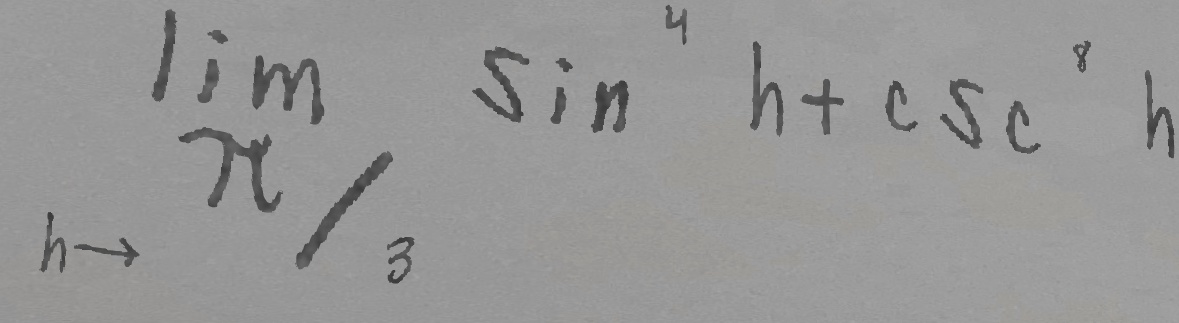 lim sin⁴ h + csc⁸ h
h → π/3